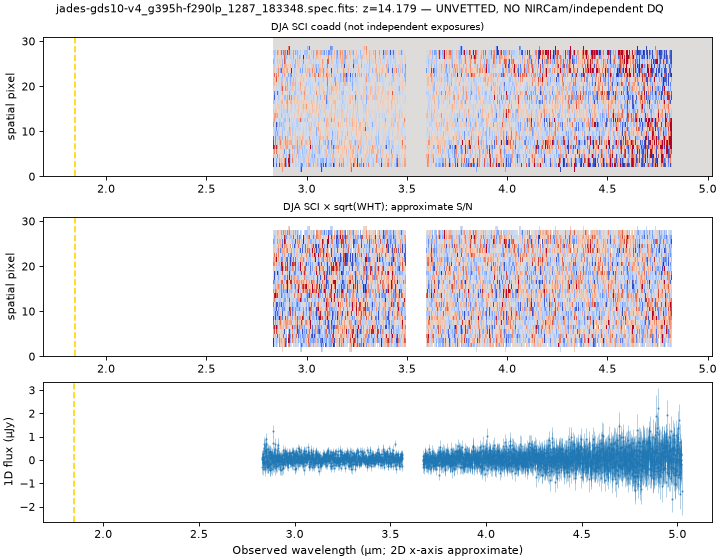 jades-gds10-v4_g395h-f290lp_1287_183348.spec.fits: z=14.179 — UNVETTED, NO NIRCam/independent DQ
DJA SCI coadd (not independent exposures)
30
20
10
0
spatial pixel
2.0 2.5 3.0 3.5 4.0 4.5 5.0
DJA SCI × sqrt(WHT); approximate S/N
30
20
10
0
spatial pixel
2.0 2.5 3.0 3.5 4.0 4.5 5.0
3
2
1
0
−1
−2
1D flux (μJy)
2.0 2.5 3.0 3.5 4.0 4.5 5.0
Observed wavelength (μm; 2D x-axis approximate)